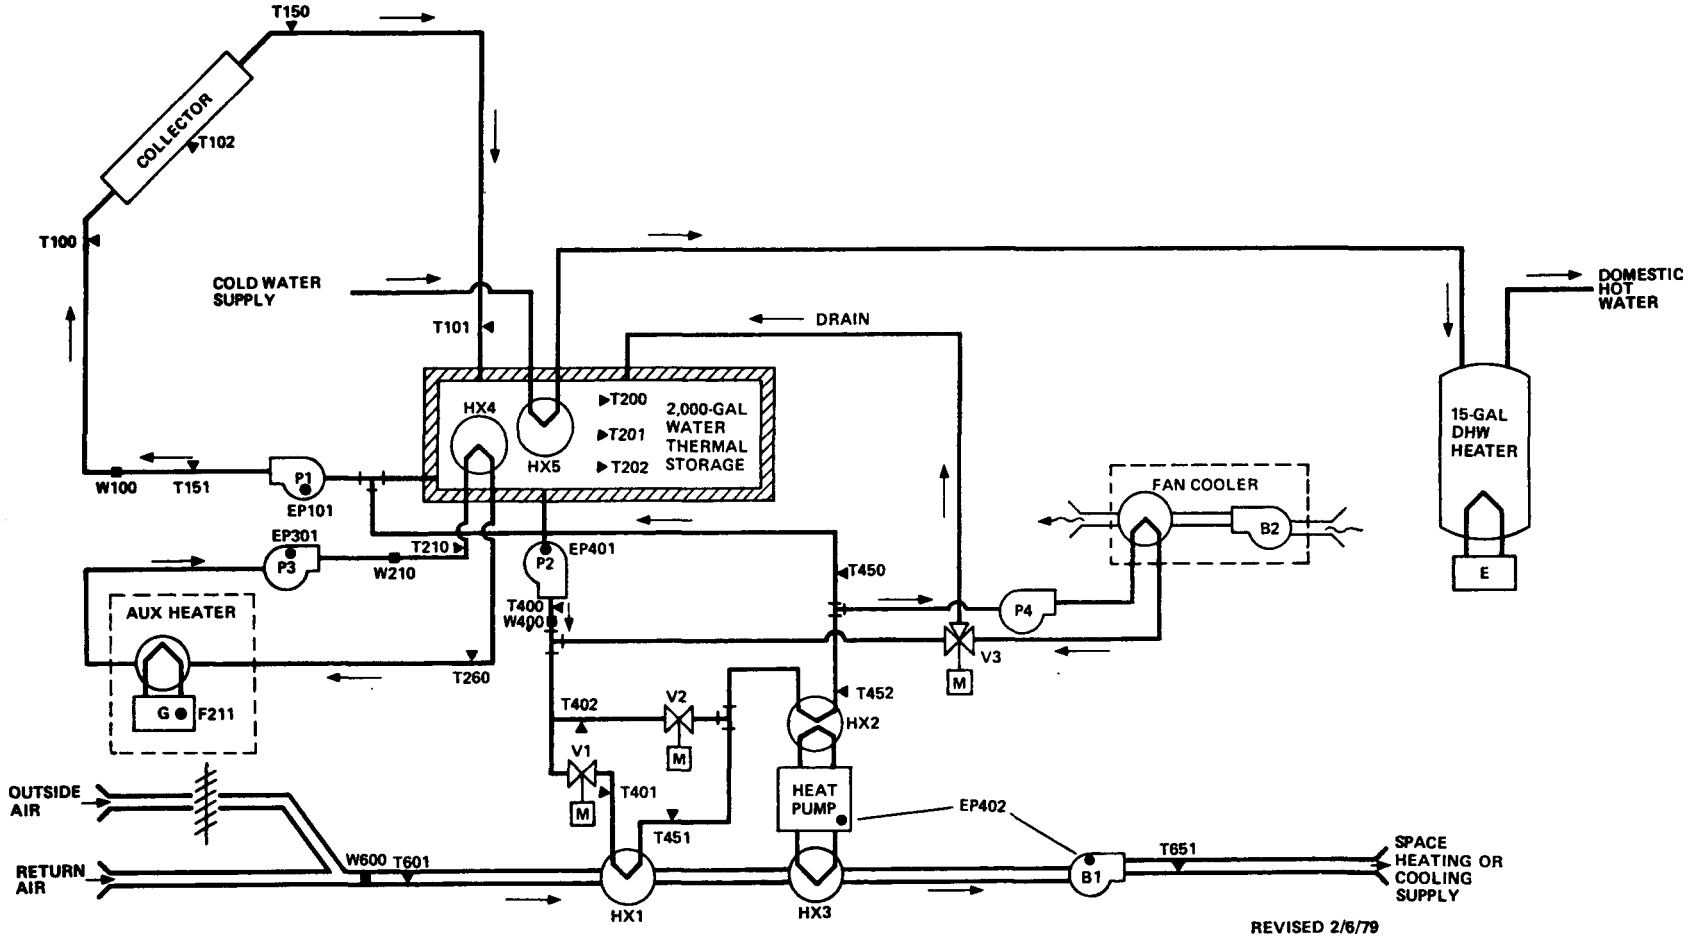 T150
COLLECTOR
T102
T100
COLD WATER
SUPPLY
T101
DRAIN
DOMESTIC
HOT
WATER
HX4
HX5
T200
T201
T202
2,000-GAL
WATER
THERMAL
STORAGE
15-GAL
DHW
HEATER
E
W100
T151
P1
EP101
EP301
P3
W210
T210
P2
EP401
T400
W400
T450
P4
FAN COOLER
B2
V3
M
AUX HEATER
G
F211
T260
T402
V2
M
V1
M
T401
T451
T452
HX2
HEAT
PUMP
EP402
OUTSIDE
AIR
RETURN
AIR
W600
T601
HX1
HX3
B1
T651
SPACE
HEATING OR
COOLING
SUPPLY
REVISED 2/6/79